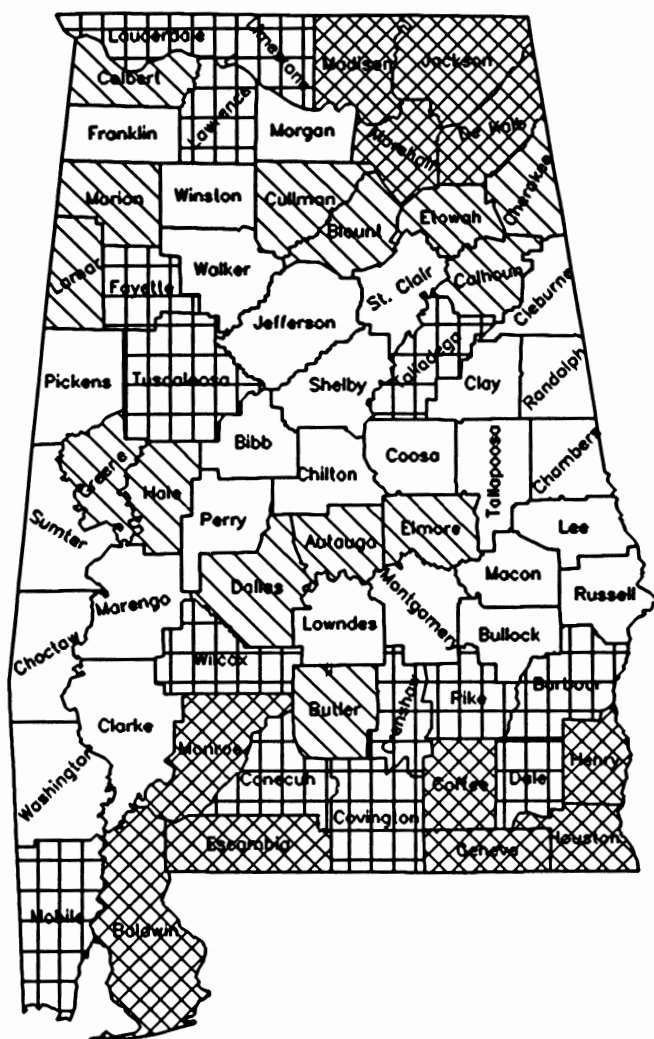 Lauderdale
Limestone
Madison
Jackson
Colbert
Lawrence
Franklin
Morgan
Marshall
De Kalb
Cherokee
Marion
Winston
Cullman
Blount
Etowah
Lamar
Fayette
Walker
St. Clair
Calhoun
Cleburne
Jefferson
Talladega
Pickens
Tuscaloosa
Shelby
Clay
Randolph
Bibb
Chilton
Coosa
Tallapoosa
Chambers
Greene
Hale
Sumter
Perry
Autauga
Elmore
Lee
Macon
Russell
Marengo
Dallas
Lowndes
Montgomery
Bullock
Choctaw
Wilcox
Butler
enshaw
Pike
Barbour
Clarke
Monroe
Conecuh
Covington
Coffee
Dale
Henry
Washington
Escambia
Geneva
Houston
Mobile
Baldwin